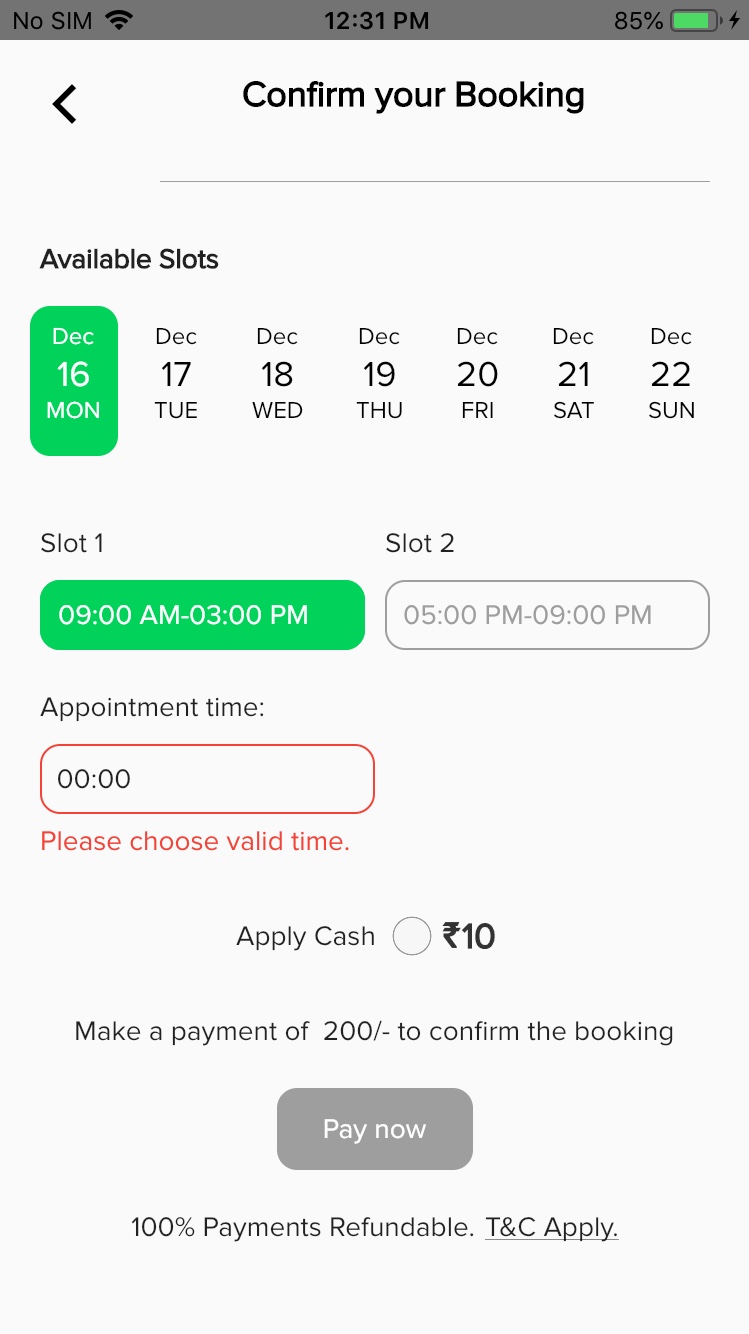 No SIM 12:31 PM 85%
Confirm your Booking
Available Slots
Dec Dec Dec Dec Dec Dec Dec
16 17 18 19 20 21 22
MON TUE WED THU FRI SAT SUN
Slot 1 Slot 2
09:00 AM-03:00 PM 05:00 PM-09:00 PM
Appointment time:
00:00
Please choose valid time.
Apply Cash ₹10
Make a payment of  200/- to confirm the booking
Pay now
100% Payments Refundable. T&C Apply.